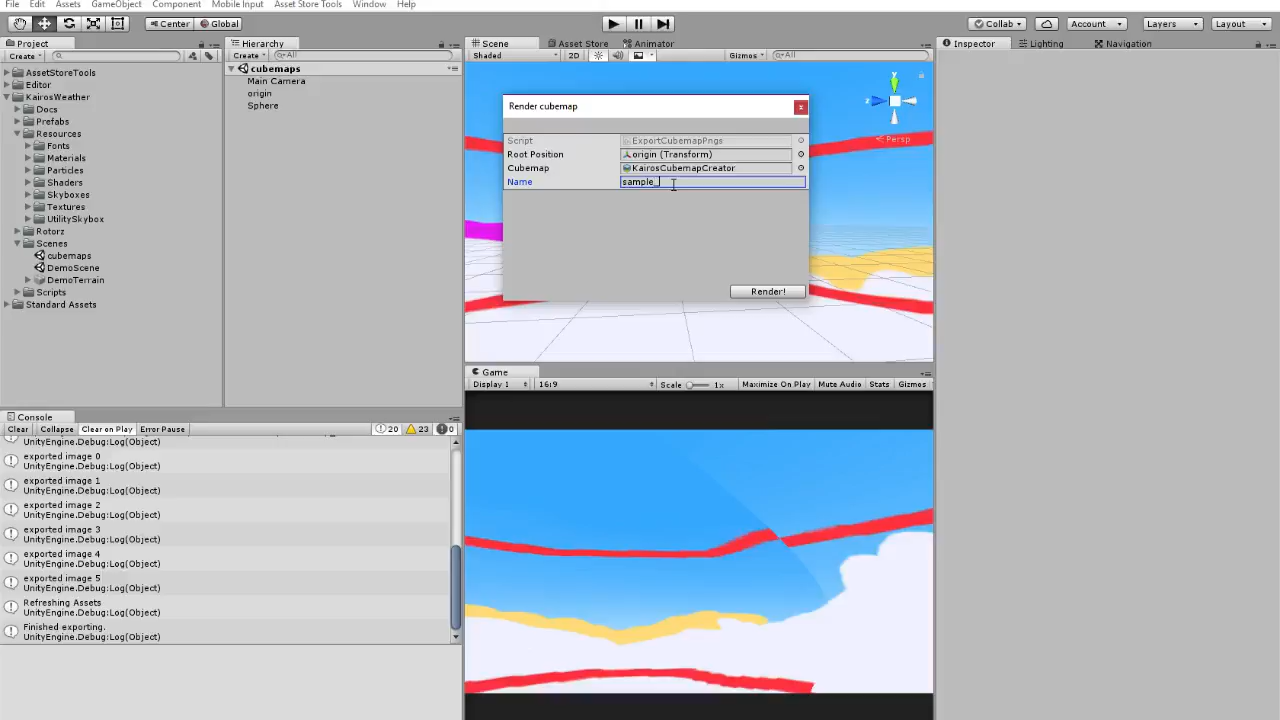 File Edit Assets GameObject Component Mobile Input Asset Store Tools Window Help
Center Global Collab Account Layers Layout
Project
Create All
AssetStoreTools
Editor
KairosWeather
Docs
Prefabs
Resources
Fonts
Materials
Particles
Shaders
Skyboxes
Textures
UtilitySkybox
Rotorz
Scenes
cubemaps
DemoScene
DemoTerrain
Scripts
Standard Assets
Hierarchy
Create All
cubemaps
Main Camera
origin
Sphere
Scene Asset Store Animator
Shaded 2D Gizmos All
y
z
Persp
Render cubemap
Script ExportCubemapPngs
Root Position origin (Transform)
Cubemap KairosCubemapCreator
Name sample_
Render!
Inspector Lighting Navigation
Game
Display 1 16:9 Scale 1x Maximize On Play Mute Audio Stats Gizmos
Console
Clear Collapse Clear on Play Error Pause 20 23 0
UnityEngine.Debug:Log(Object)
exported image 0
UnityEngine.Debug:Log(Object)
exported image 1
UnityEngine.Debug:Log(Object)
exported image 2
UnityEngine.Debug:Log(Object)
exported image 3
UnityEngine.Debug:Log(Object)
exported image 4
UnityEngine.Debug:Log(Object)
exported image 5
UnityEngine.Debug:Log(Object)
Refreshing Assets
UnityEngine.Debug:Log(Object)
Finished exporting.
UnityEngine.Debug:Log(Object)